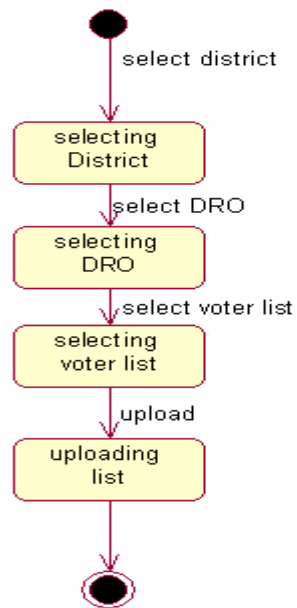 select district
selecting
District
select DRO
selecting
DRO
select voter list
selecting
voter list
upload
uploading
list